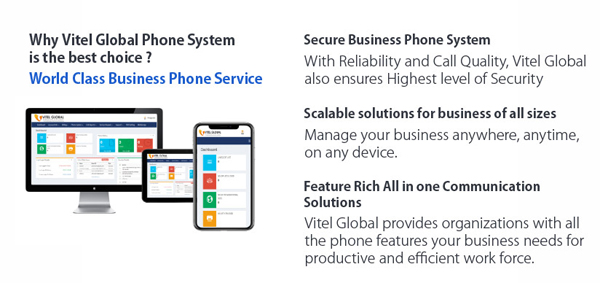 Why Vitel Global Phone System
is the best choice ?
World Class Business Phone Service
VITEL GLOBAL
Dashboard
Secure Business Phone System
With Reliability and Call Quality, Vitel Global
also ensures Highest level of Security
Scalable solutions for business of all sizes
Manage your business anywhere, anytime,
on any device.
Feature Rich All in one Communication
Solutions
Vitel Global provides organizations with all
the phone features your business needs for
productive and efficient work force.